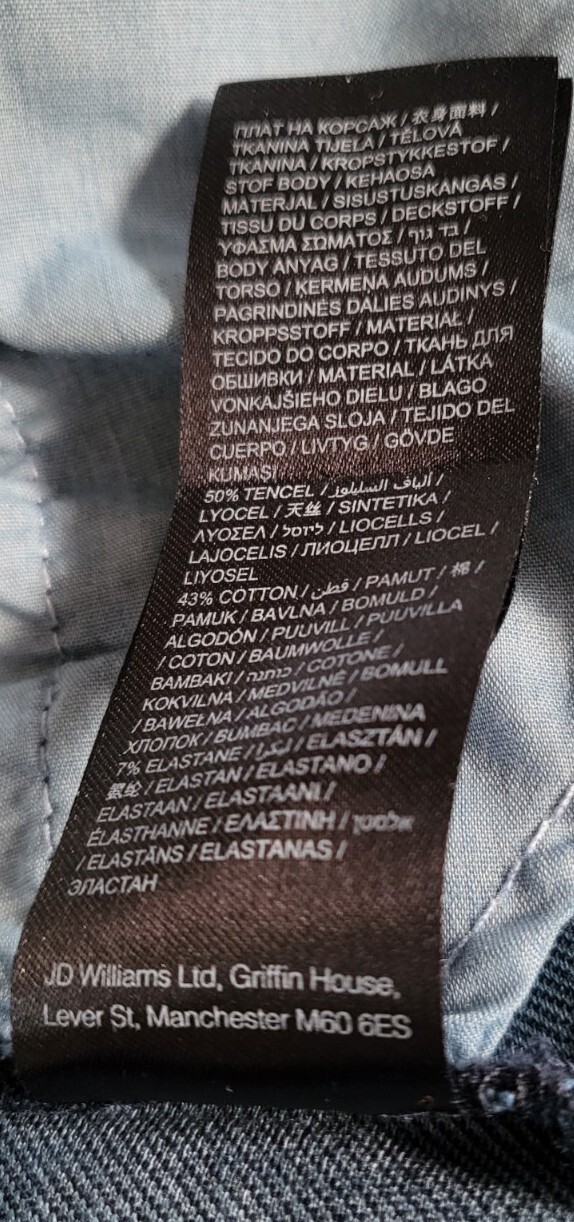 ПЛАТ НА КОРСАЖ / 衣身面料 /
TKANINA TIJELA / TĚLOVÁ
TKANINA / KROPSTYKKESTOF /
STOF BODY / KEHAOSA
MATERJAL / SISUSTUSKANGAS /
TISSU DU CORPS / DECKSTOFF /
ΥΦΑΣΜΑ ΣΩΜΑΤΟΣ / בד גוף /
BODY ANYAG / TESSUTO DEL
TORSO / ĶERMEŅA AUDUMS /
PAGRINDINĖS DALIES AUDINYS /
KROPPSSTOFF / MATERIAŁ /
TECIDO DO CORPO / ТКАНЬ ДЛЯ
ОБШИВКИ / MATERIAL / LÁTKA
VONKAJŠIEHO DIELU / BLAGO
ZUNANJEGA SLOJA / TEJIDO DEL
CUERPO / LIVTYG / GÖVDE
KUMAŞI
50% TENCEL / ألياف السليلوز /
LYOCEL / 天丝 / SINTETIKA /
ΛΥΟΣΕΛ / ליוסל / LIOCELLS /
LAJOCELIS / ЛИОЦЕЛЛ / LIOCEL /
LIYOSEL
43% COTTON / قطن / PAMUT / 棉 /
PAMUK / BAVLNA / BOMULD /
ALGODÓN / PUUVILL / PUUVILLA
/ COTON / BAUMWOLLE /
BAMBAKI / כותנה / COTONE /
KOKVILNA / MEDVILNĖ / BOMULL
/ BAWEŁNA / ALGODÃO /
ХЛОПОК / BUMBAC / MEDENINA
7% ELASTANE / لیکرا / ELASZTÁN /
氨纶 / ELASTAN / ELASTANO /
ELASTAAN / ELASTAANI /
ÉLASTHANNE / ΕΛΑΣΤΙΝΗ / אלסטן
/ ELASTĀNS / ELASTANAS /
ЭЛАСТАН
JD Williams Ltd, Griffin House,
Lever St, Manchester M60 6ES